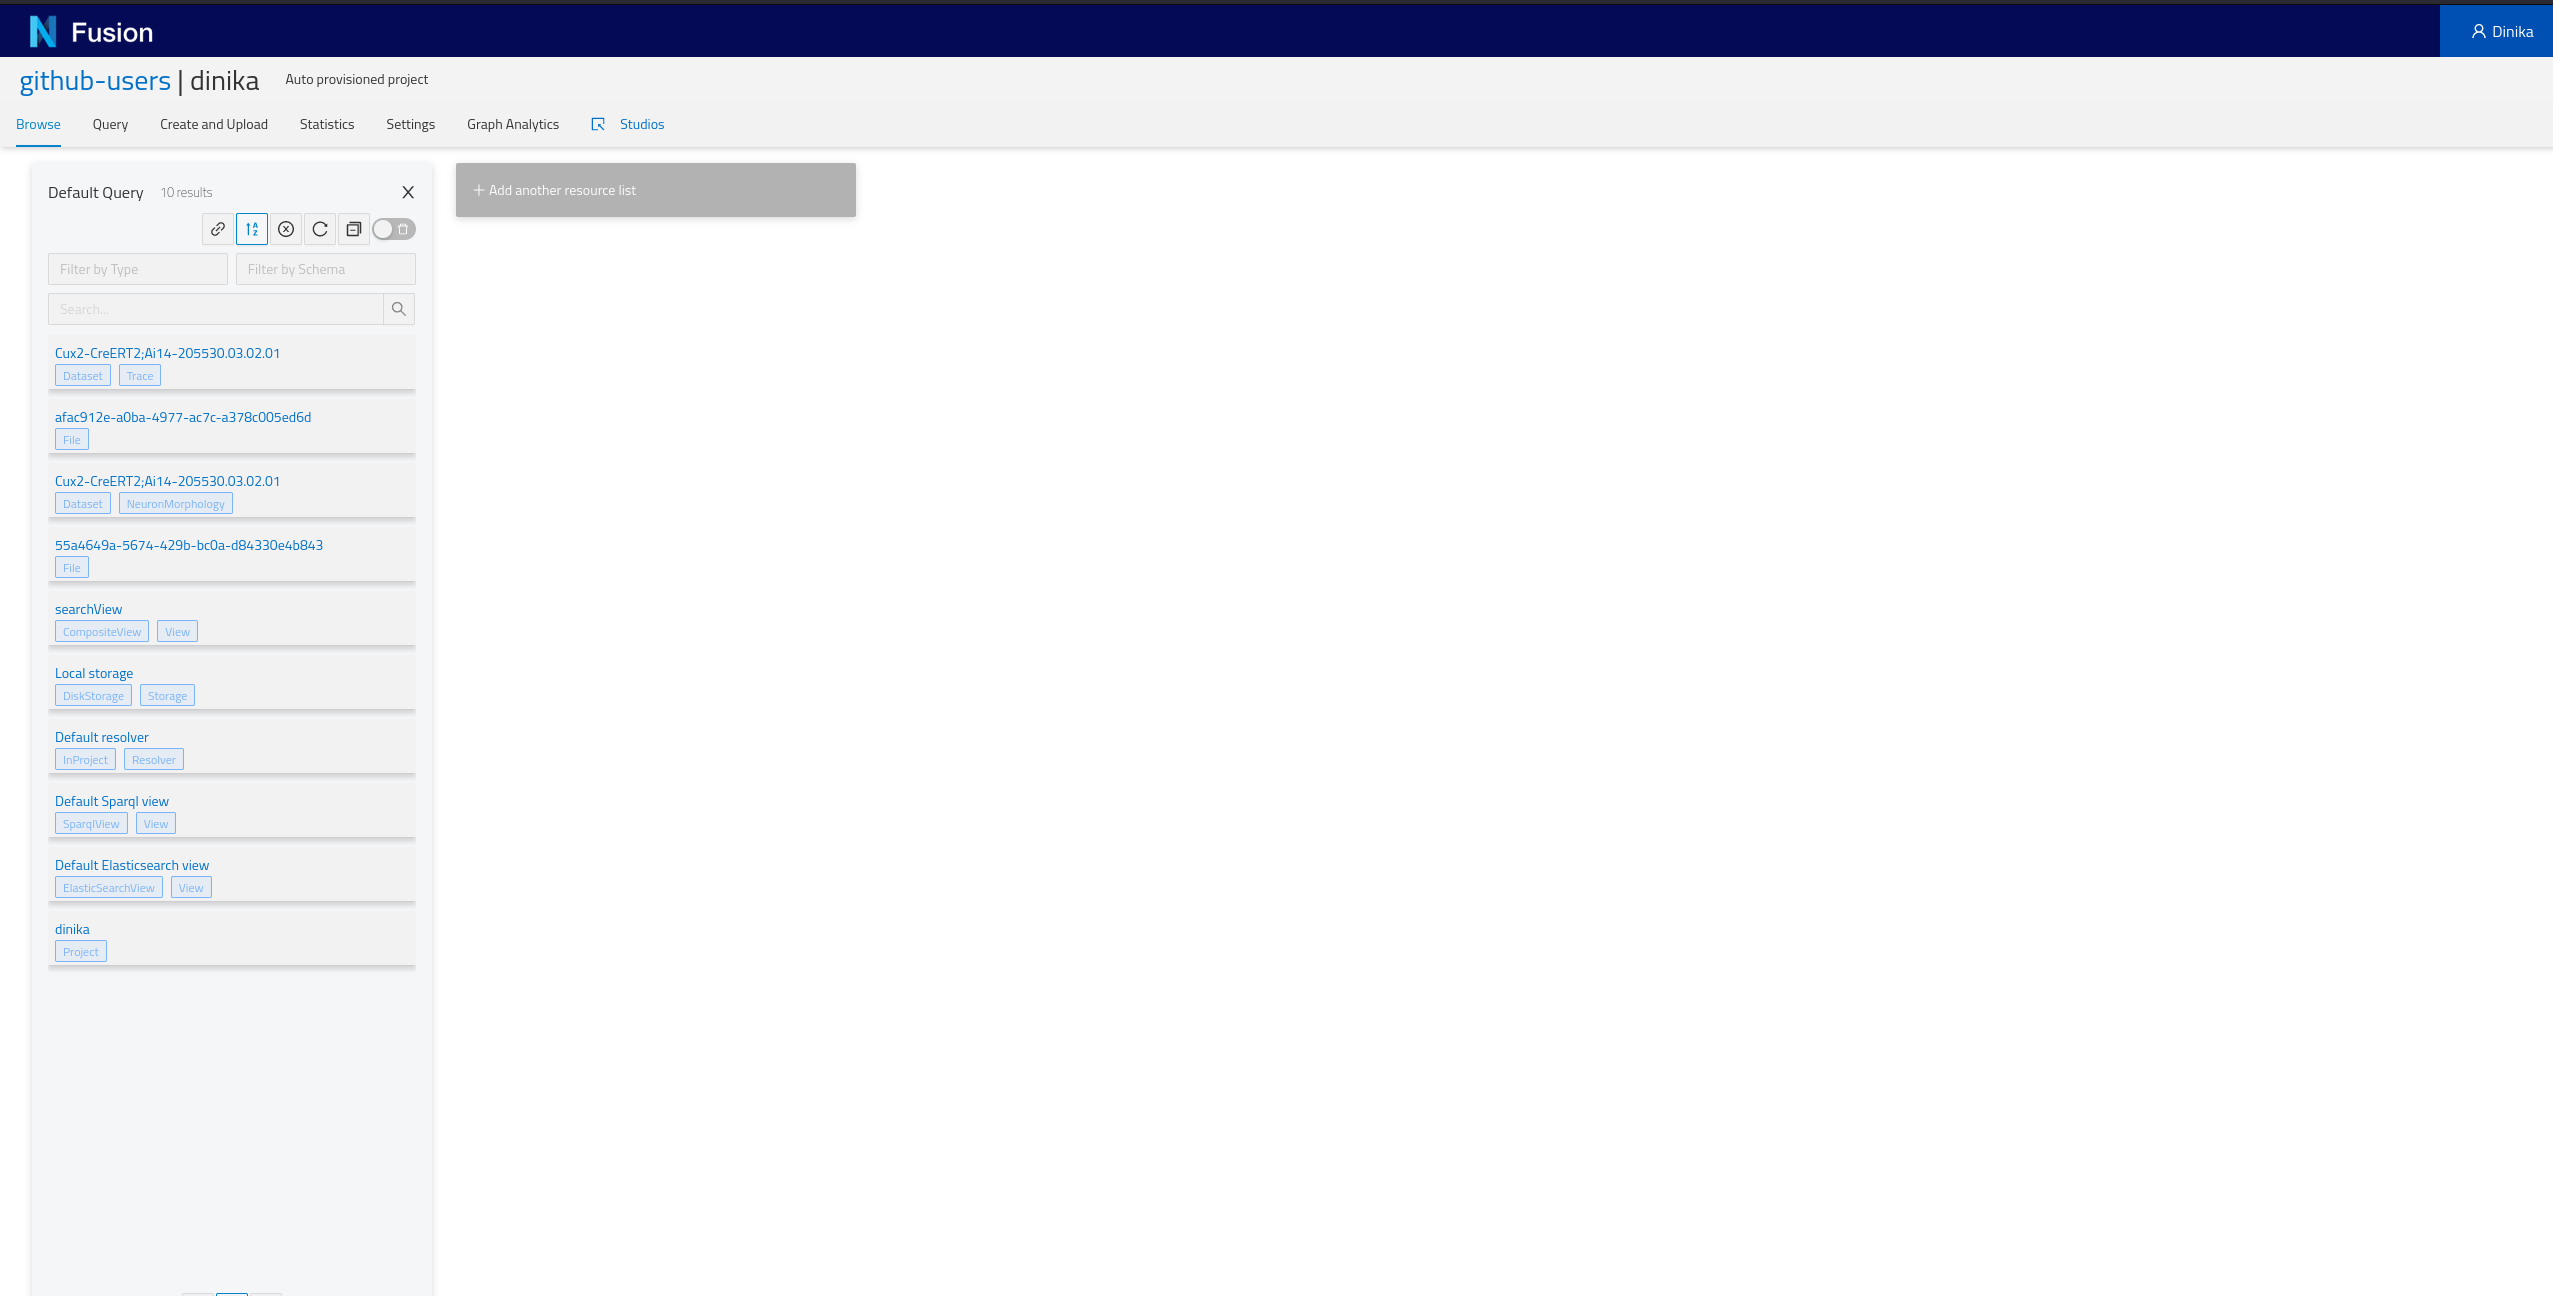 Fusion
Dinika
github-users | dinika
Auto provisioned project
Browse
Query
Create and Upload
Statistics
Settings
Graph Analytics
Studios
Default Query
10 results
X
Add another resource list
Filter by Type
Filter by Schema
Search...
Cux2-CreERT2;Ai14-205530.03.02.01
Dataset
Trace
afac912e-a0ba-4977-ac7c-a378c005ed6d
File
Cux2-CreERT2;Ai14-205530.03.02.01
Dataset
NeuronMorphology
55a4649a-5674-429b-bc0a-d84330e4b843
File
searchView
CompositeView
View
Local storage
DiskStorage
Storage
Default resolver
InProject
Resolver
Default Sparql view
SparqlView
View
Default Elasticsearch view
ElasticSearchView
View
dinika
Project